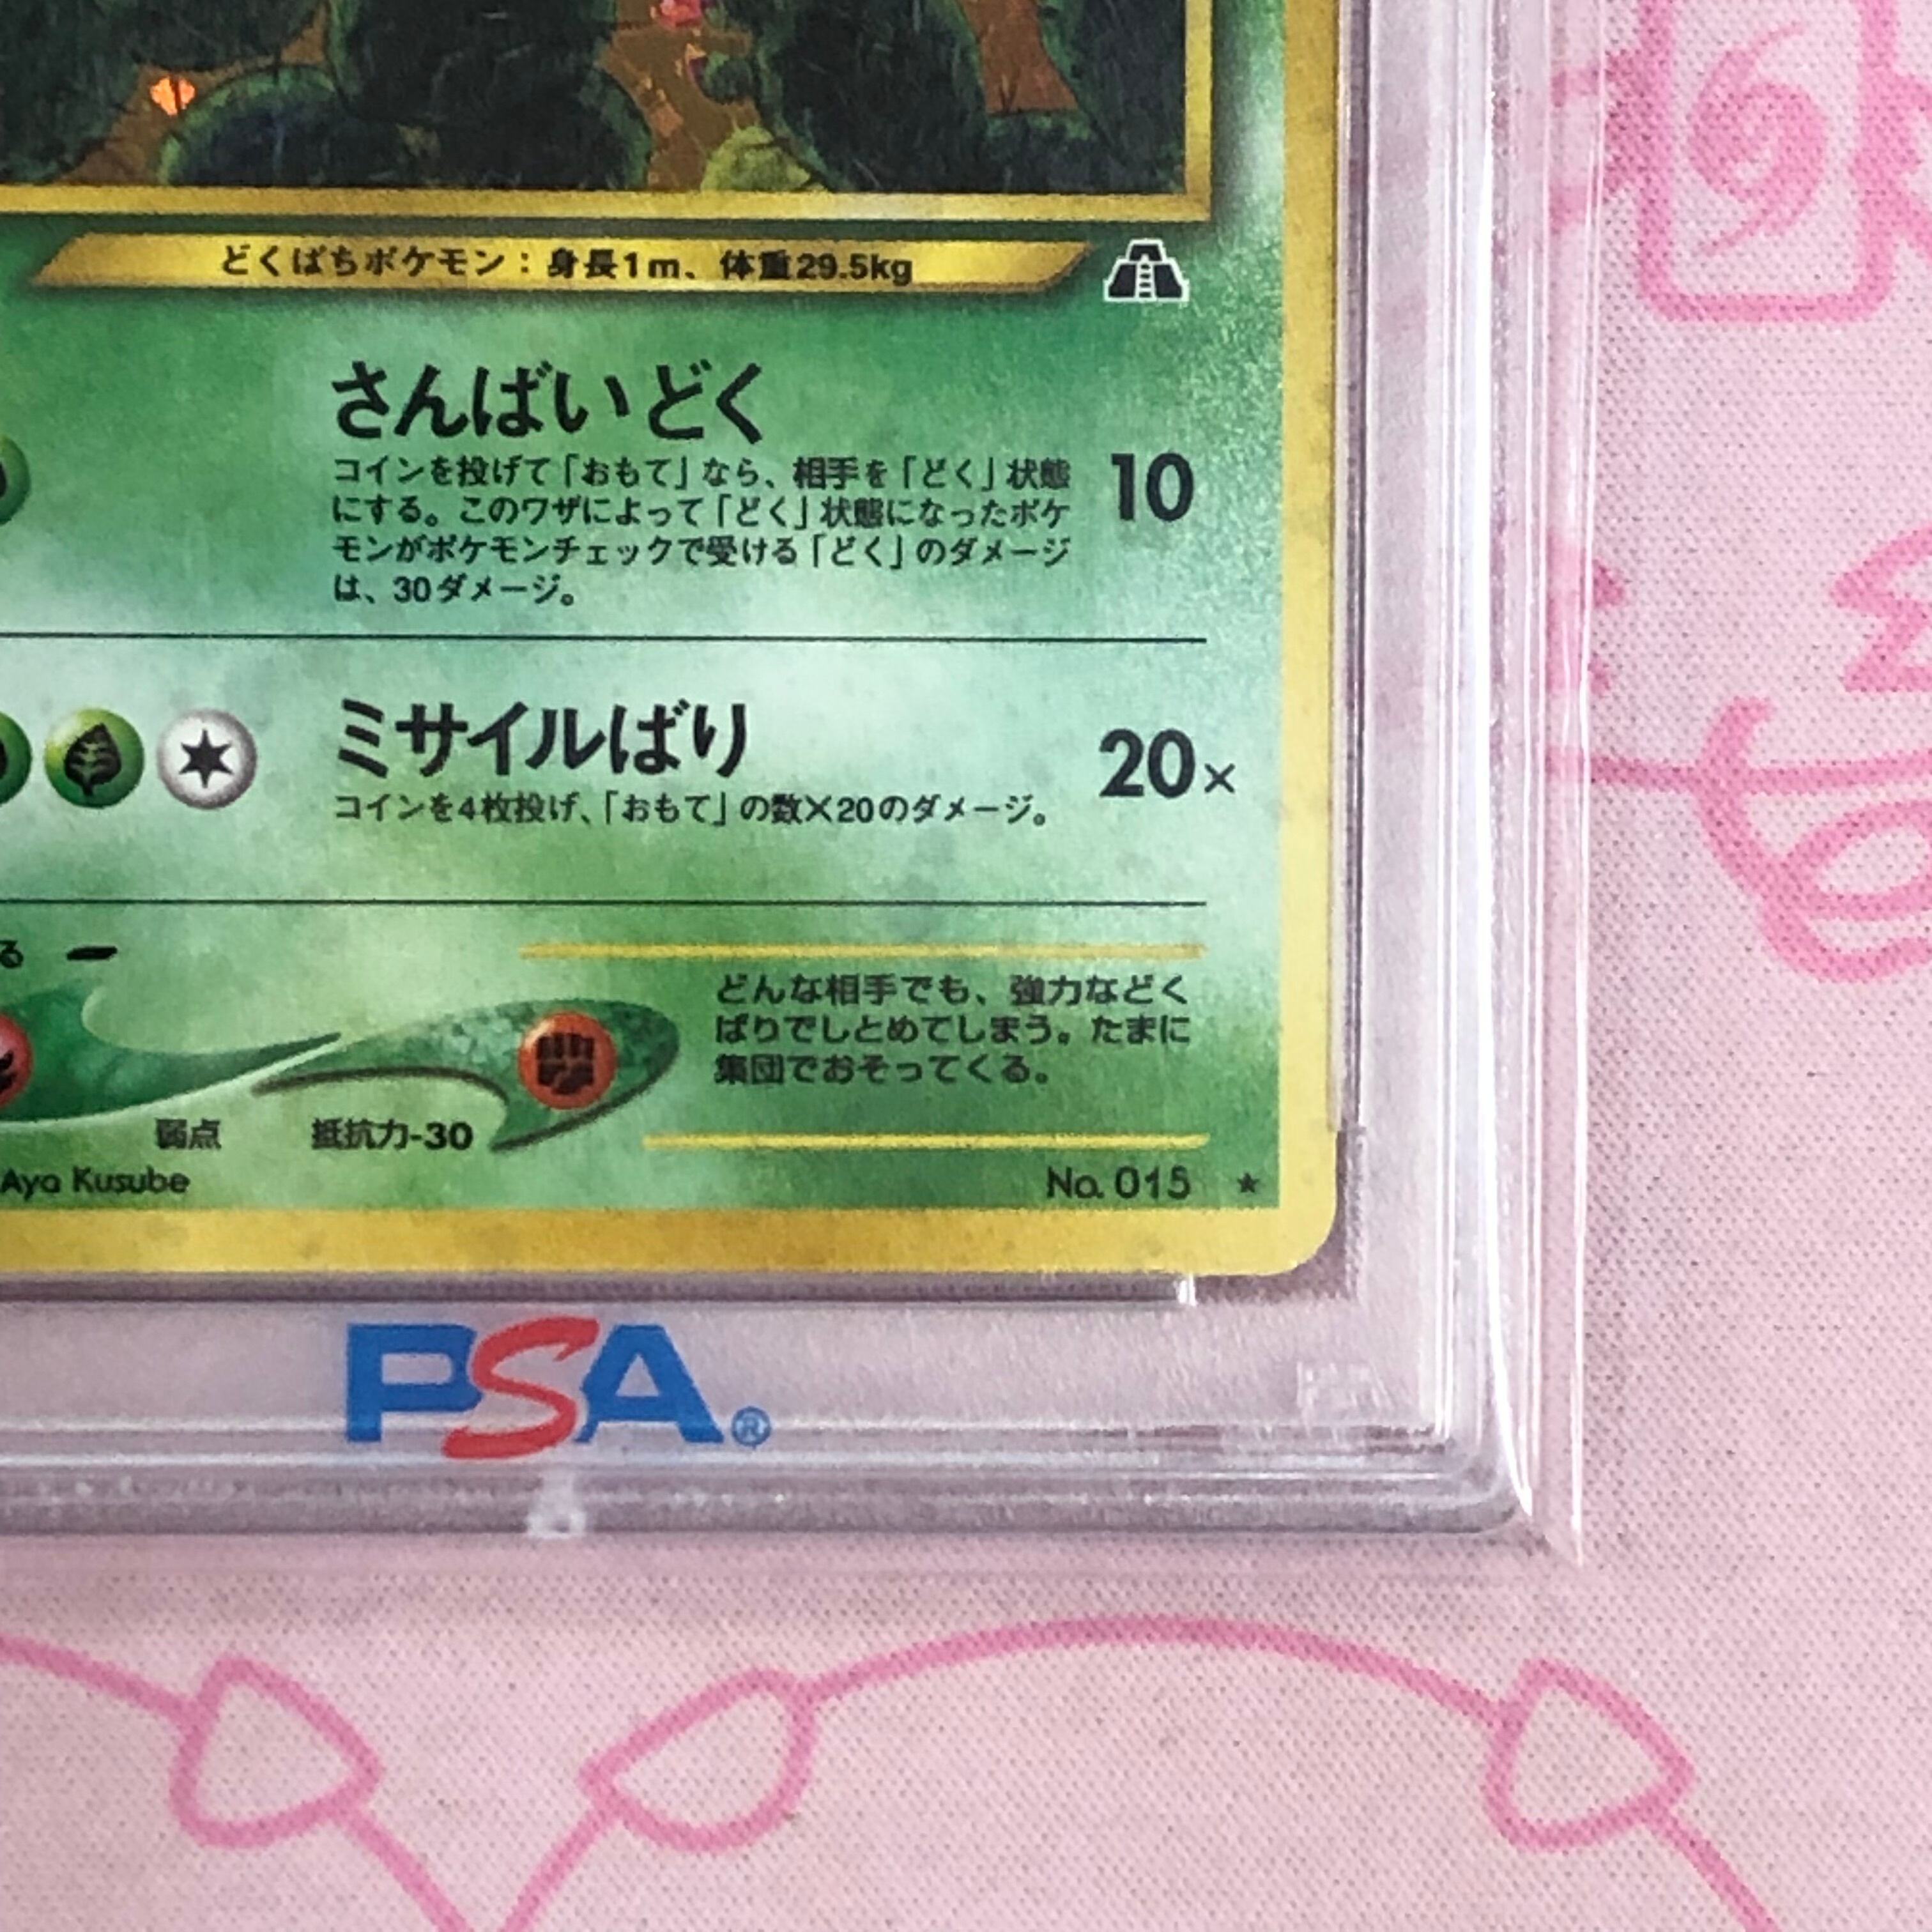 どくばちポケモン：身長1m、体重29.5kg
さんばいどく
コインを投げて「おもて」なら、相手を「どく」状態
にする。このワザによって「どく」状態になったポケ
モンがポケモンチェックで受ける「どく」のダメージ
は、30ダメージ。
10
ミサイルばり
20×
コインを4枚投げ、「おもて」の数×20のダメージ。
る
どんな相手でも、強力などく
ばりでしとめてしまう。たまに
集団でおそってくる。
弱点
抵抗力-30
Aya Kusube
No. 015 ★
PSA®